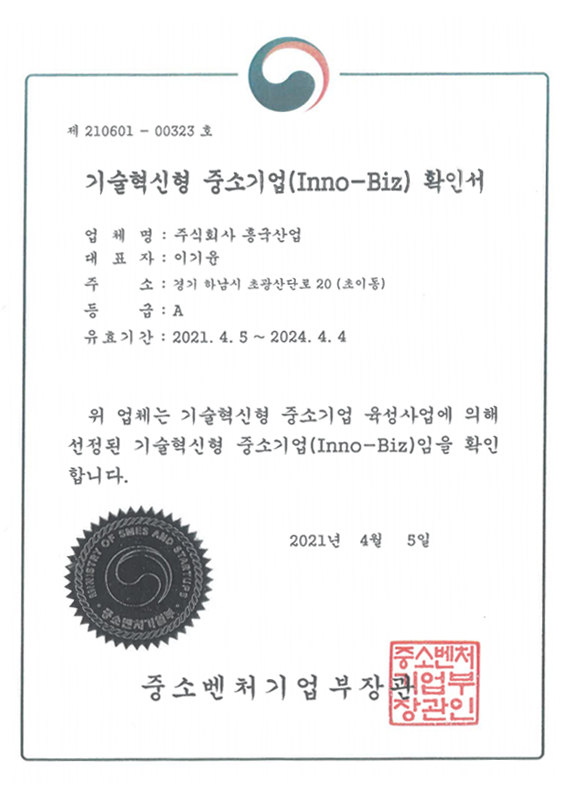 제 210601 - 00323 호
기술혁신형 중소기업(Inno-Biz) 확인서
업 체 명 : 주식회사 흥국산업
대 표 자 : 이기윤
주 소 : 경기 하남시 초광산단로 20 (초이동)
등 급 : A
유효기간 : 2021. 4. 5 ~ 2024. 4. 4
위 업체는 기술혁신형 중소기업 육성사업에 의해
선정된 기술혁신형 중소기업(Inno-Biz)임을 확인
합니다.
2021년 4월 5일
MINISTRY OF SMES AND STARTUPS
중소벤처기업부
중소벤처기업부장관
중소벤처
기업부
장관인